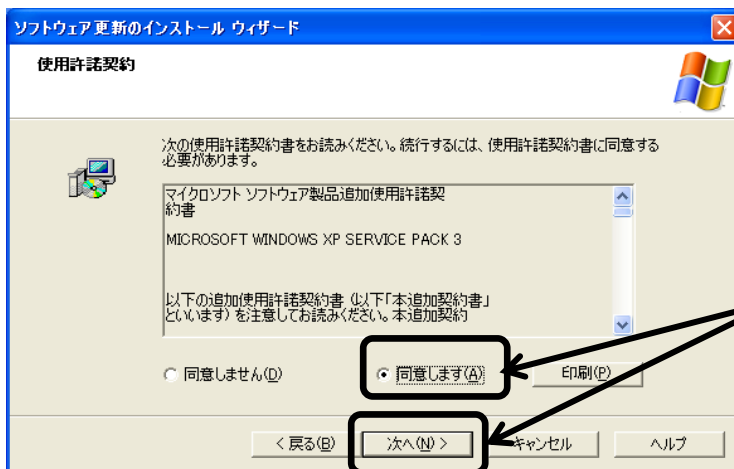 ソフトウェア更新のインストール ウィザード
使用許諾契約
次の使用許諾契約書をお読みください。続行するには、使用許諾契約書に同意する
必要があります。
マイクロソフト ソフトウェア製品追加使用許諾契
約書
MICROSOFT WINDOWS XP SERVICE PACK 3
以下の追加使用許諾契約書 (以下「本追加契約書」
といいます) を注意してお読みください。本追加契約
同意しません(D)
同意します(A)
印刷(P)
< 戻る(B)
次へ(N) >
キャンセル
ヘルプ